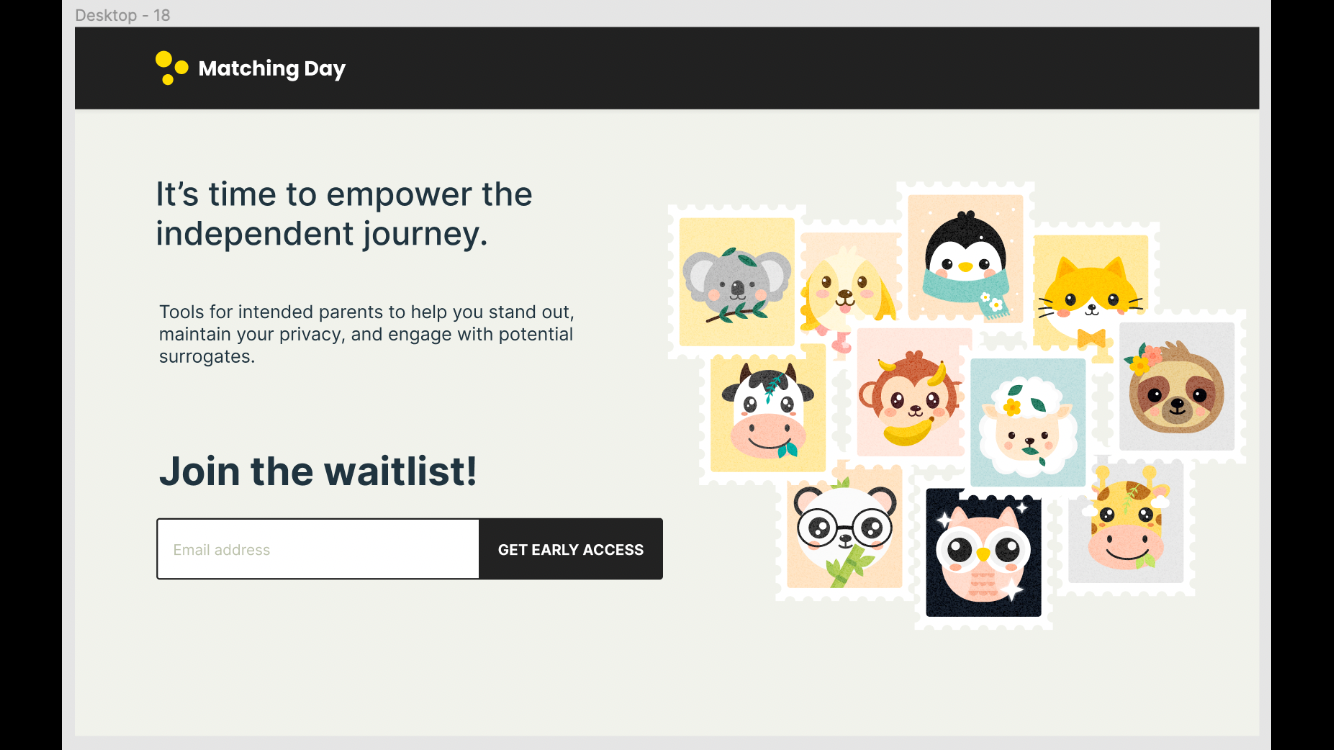 Desktop - 18
Matching Day
It’s time to empower the
independent journey.
Tools for intended parents to help you stand out,
maintain your privacy, and engage with potential
surrogates.
Join the waitlist!
Email address
GET EARLY ACCESS